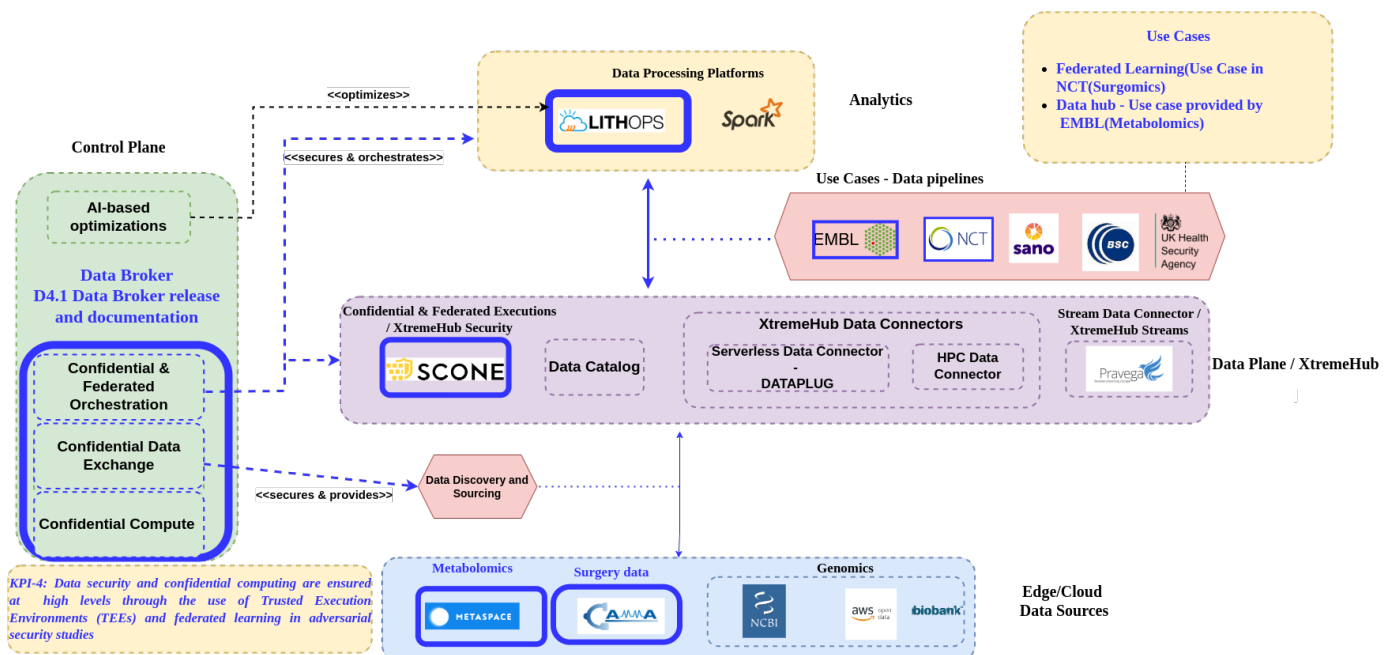 Use Cases
Federated Learning(Use Case in
NCT(Surgomics)
Data hub - Use case provided by
EMBL(Metabolomics)
Data Processing Platforms
LITHOPS
Spark
Analytics
<<optimizes>>
<<secures & orchestrates>>
Control Plane
AI-based
optimizations
Data Broker
D4.1 Data Broker release
and documentation
Confidential &
Federated
Orchestration
Confidential Data
Exchange
Confidential Compute
Use Cases - Data pipelines
EMBL
NCT
sano
BSC
UK Health
Security
Agency
Confidential & Federated Executions
/ XtremeHub Security
SCONE
Data Catalog
XtremeHub Data Connectors
Serverless Data Connector
-
DATAPLUG
HPC Data
Connector
Stream Data Connector /
XtremeHub Streams
Pravega
Data Plane / XtremeHub
<<secures & provides>>
Data Discovery and
Sourcing
KPI-4: Data security and confidential computing are ensured
at high levels through the use of Trusted Execution
Environments (TEEs) and federated learning in adversarial
security studies
Metabolomics
METASPACE
Surgery data
CAMMA
Genomics
NCBI
aws open
data
biobank
Edge/Cloud
Data Sources